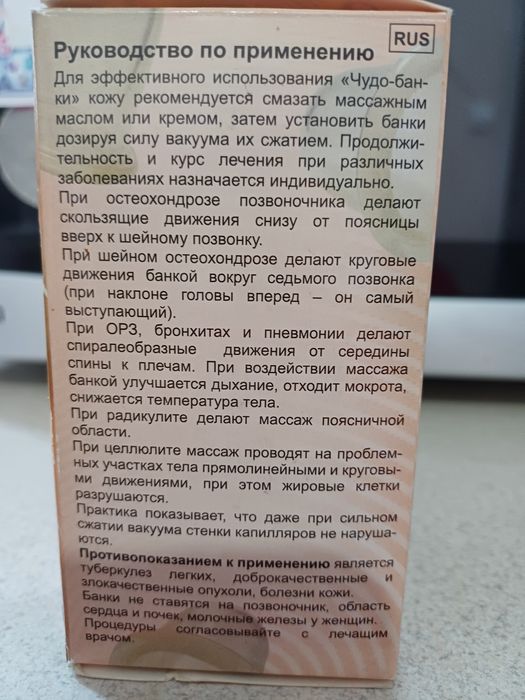 RUS
Руководство по применению
Для эффективного использования «Чудо-бан-
ки» кожу рекомендуется смазать массажным
маслом или кремом, затем установить банки
дозируя силу вакуума их сжатием. Продолжи-
тельность и курс лечения при различных
заболеваниях назначается индивидуально.
При остеохондрозе позвоночника делают
скользящие движения снизу от поясницы
вверх к шейному позвонку.
При шейном остеохондрозе делают круговые
движения банкой вокруг седьмого позвонка
(при наклоне головы вперед – он самый
выступающий).
При ОРЗ, бронхитах и пневмонии делают
спиралеобразные движения от середины
спины к плечам. При воздействии массажа
банкой улучшается дыхание, отходит мокрота,
снижается температура тела.
При радикулите делают массаж поясничной
области.
При целлюлите массаж проводят на проблем-
ных участках тела прямолинейными и круговы-
ми движениями, при этом жировые клетки
разрушаются.
Практика показывает, что даже при сильном
сжатии вакуума стенки капилляров не наруша-
ются.
Противопоказанием к применению является
туберкулез легких, доброкачественные и
злокачественные опухоли, болезни кожи.
Банки не ставятся на позвоночник, область
сердца и почек, молочные железы у женщин.
Процедуры согласовывайте с лечащим
врачом.